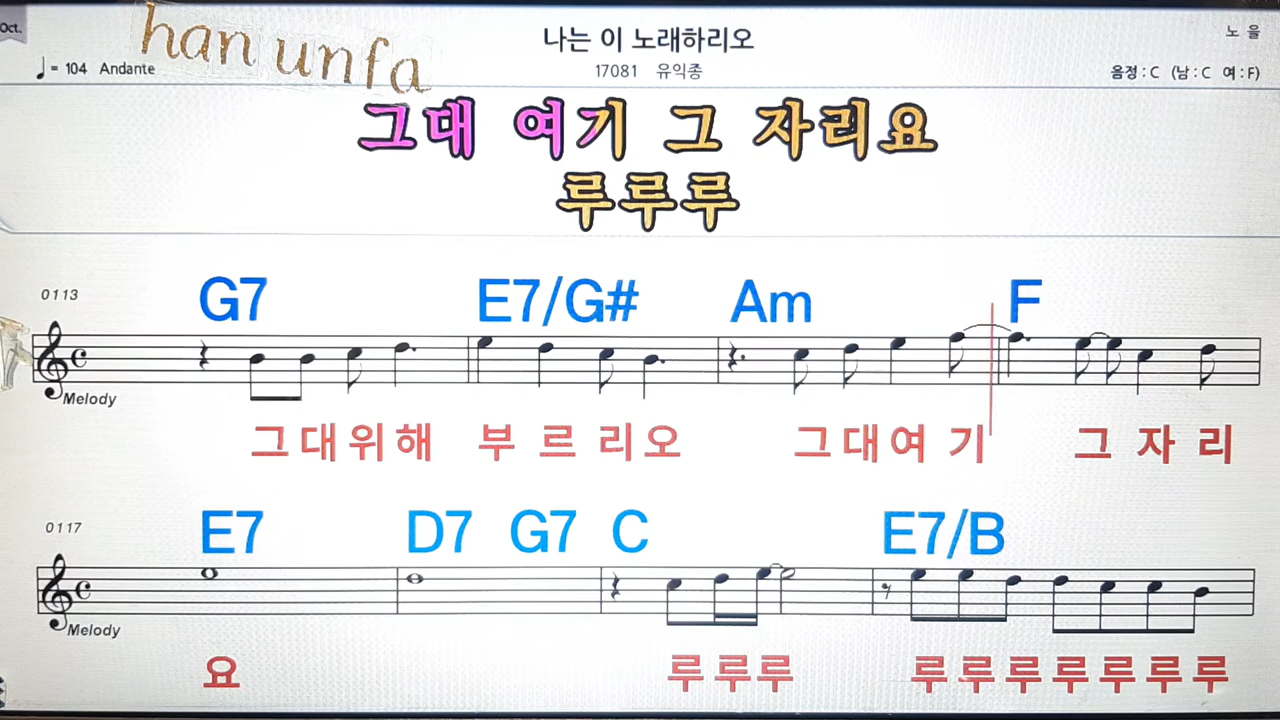 Oct.
han unfa
나는 이 노래하리오
노 을
♩= 104 Andante
17081 유익종
음정 : C (남 : C 여 : F)
그대 여기 그 자리요
루루루
0113
G7 E7/G# Am F
Melody
그대위해 부 르 리오 그대여 기 그 자 리
0117
E7 D7 G7 C E7/B
Melody
요 루루루 루루루루루루루